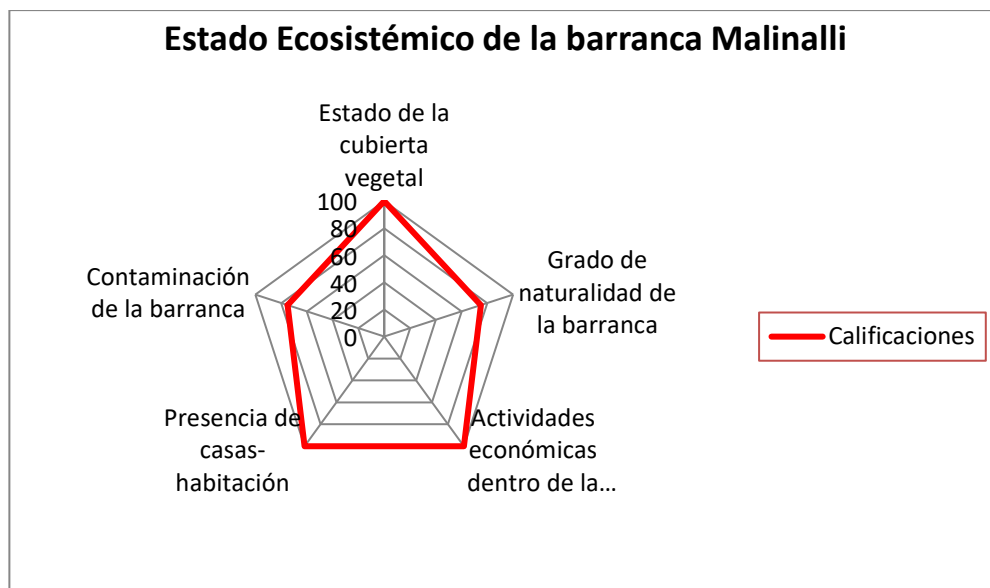 Estado Ecosistémico de la barranca Malinalli
Estado de la
cubierta
vegetal
100
80
60
40
20
0
Grado de
naturalidad de
la barranca
Actividades
económicas
dentro de la…
Presencia de
casas-
habitación
Contaminación
de la barranca
Calificaciones